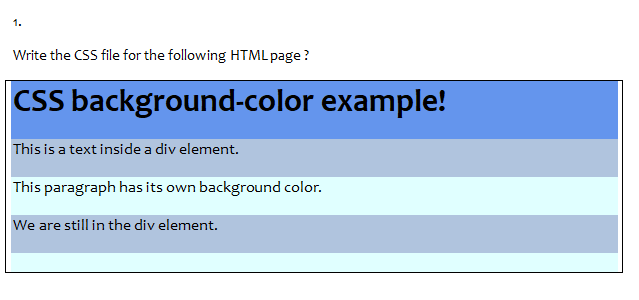 1.
Write the CSS file for the following HTML page ?
CSS background-color example!
This is a text inside a div element.
This paragraph has its own background color.
We are still in the div element.